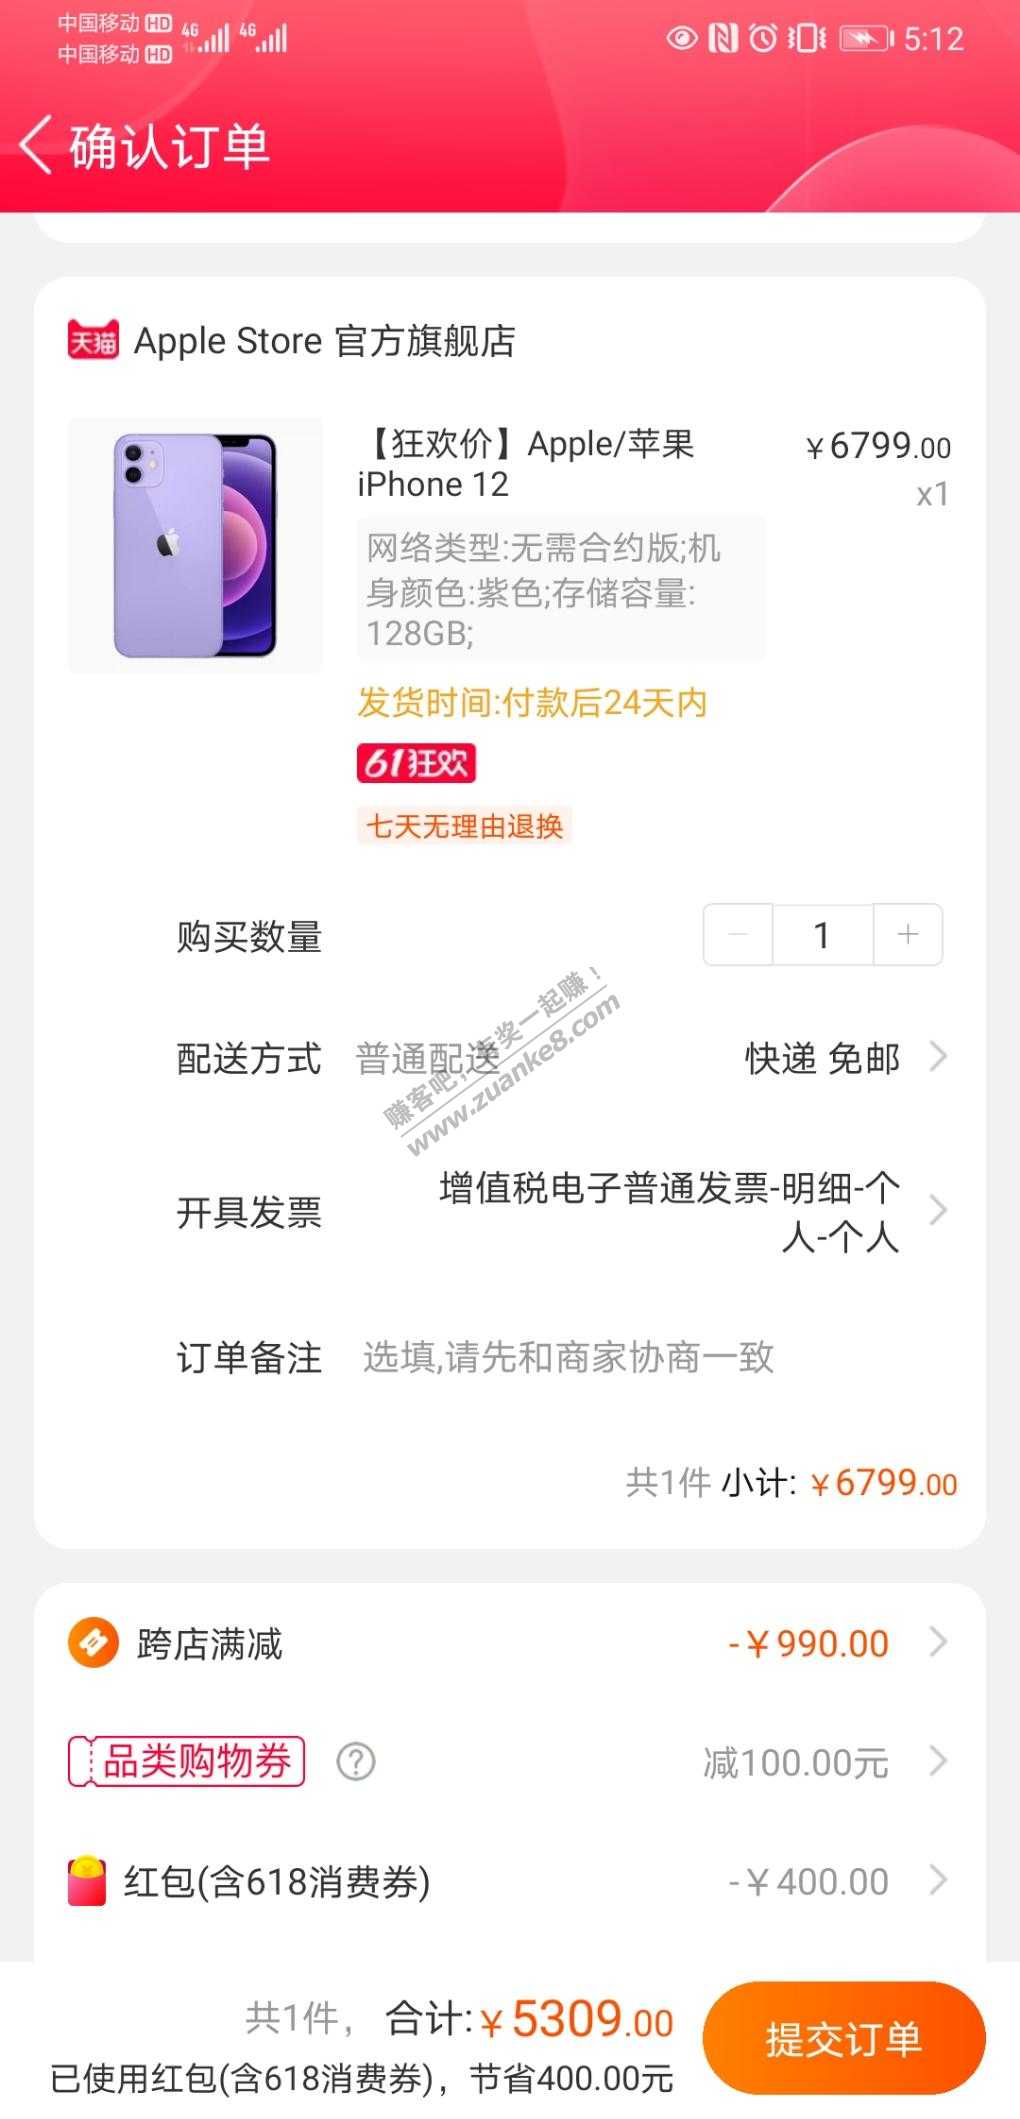 中国移动 HD 4G 4G 5:12
中国移动 HD
确认订单
天猫 Apple Store 官方旗舰店
【狂欢价】Apple/苹果 ￥6799.00
iPhone 12 x1
网络类型:无需合约版;机
身颜色:紫色;存储容量:
128GB;
发货时间:付款后24天内
61狂欢
七天无理由退换
购买数量 1
配送方式 普通配送 快递 免邮
赚客吧，有奖一起赚！
www.zuanke8.com
开具发票 增值税电子普通发票-明细-个
人-个人
订单备注 选填,请先和商家协商一致
共1件 小计: ￥6799.00
跨店满减 -￥990.00
品类购物券 ? 减100.00元
红包(含618消费券) -￥400.00
共1件， 合计:￥5309.00 提交订单
已使用红包(含618消费券)，节省400.00元